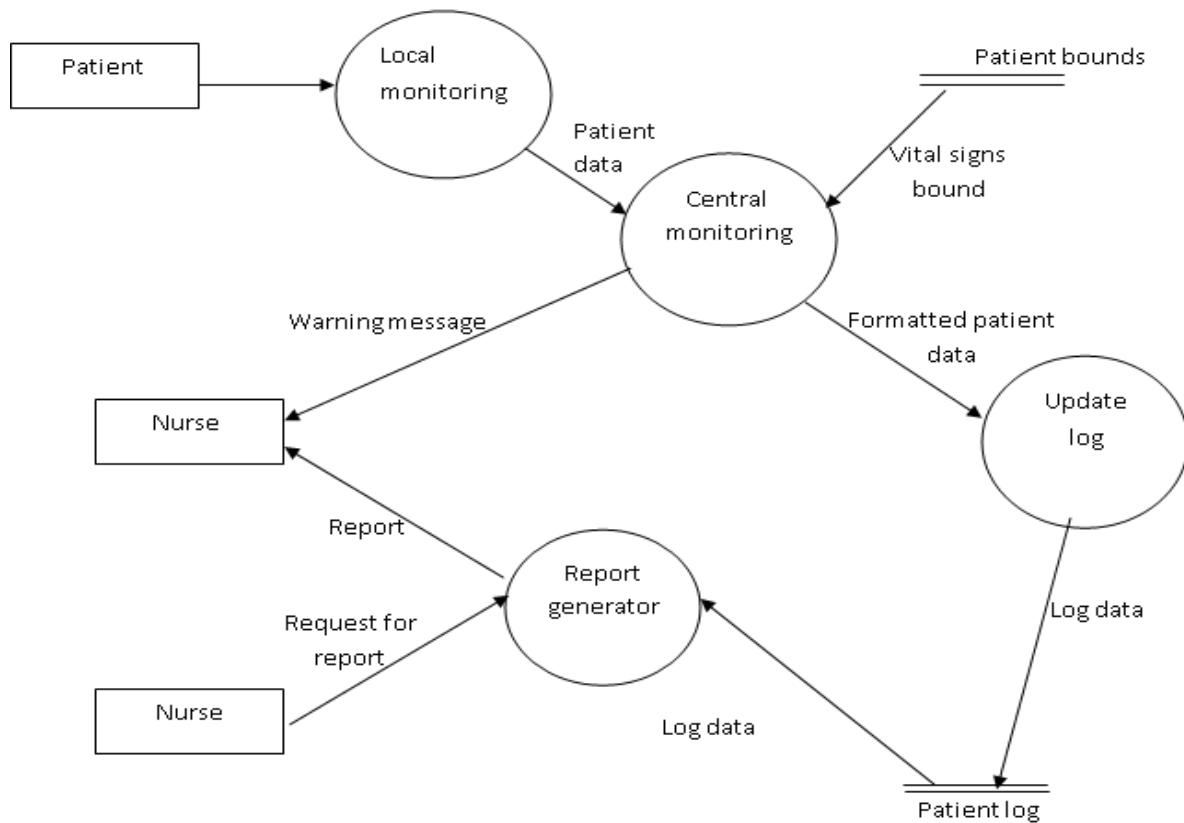 Patient
Local
monitoring
Patient bounds
Patient
data
Vital signs
bound
Central
monitoring
Warning message
Formatted patient
data
Nurse
Update
log
Report
Report
generator
Request for
report
Log data
Nurse
Log data
Patient log